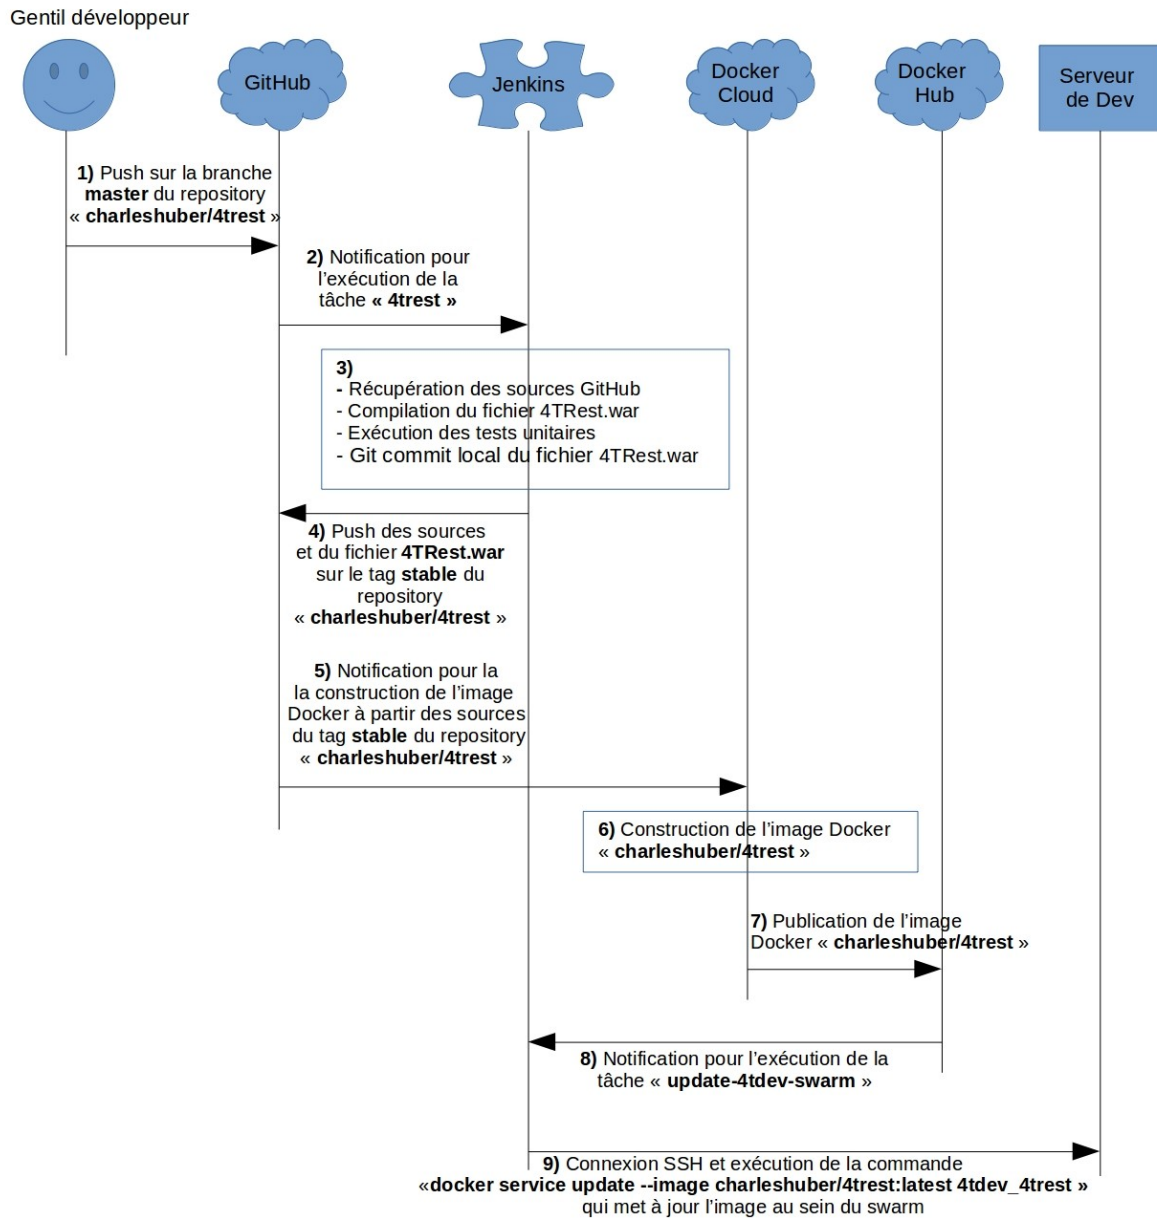 Gentil développeur
GitHub
Jenkins
Docker
Cloud
Docker
Hub
Serveur
de Dev
1) Push sur la branche
master du repository
« charleshuber/4trest »
2) Notification pour
l’exécution de la
tâche « 4trest »
3)
- Récupération des sources GitHub
- Compilation du fichier 4TRest.war
- Exécution des tests unitaires
- Git commit local du fichier 4TRest.war
4) Push des sources
et du fichier 4TRest.war
sur le tag stable du
repository
« charleshuber/4trest »
5) Notification pour la
la construction de l’image
Docker à partir des sources
du tag stable du repository
« charleshuber/4trest »
6) Construction de l’image Docker
« charleshuber/4trest »
7) Publication de l’image
Docker « charleshuber/4trest »
8) Notification pour l’exécution de la
tâche « update-4tdev-swarm »
9) Connexion SSH et exécution de la commande
«docker service update --image charleshuber/4trest:latest 4tdev_4trest »
qui met à jour l’image au sein du swarm